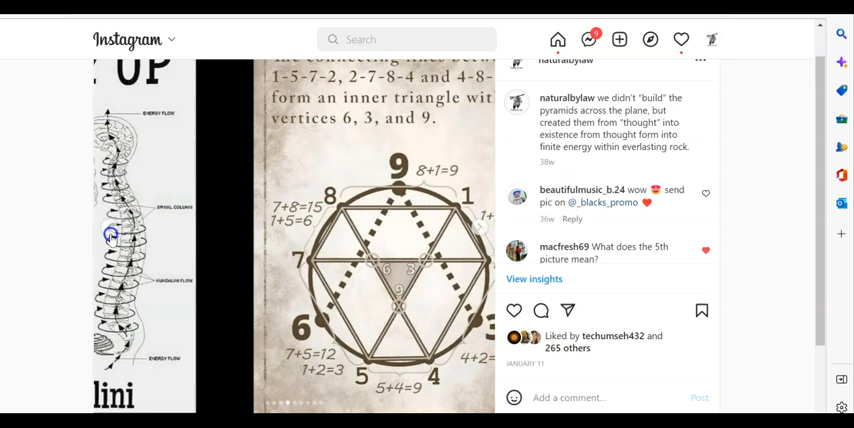 Instagram
Search
9
UP
ENERGY FLOW
SPINAL COLUMN
KUNDALINI FLOW
ENERGY FLOW
lini
1-5-7-2, 2-7-8-4 and 4-8-
form an inner triangle wit
vertices 6, 3, and 9.
9
8+1=9
8
1
7+8=15
1+5=6
1+
7
6 3
9
6
3
7+5=12
1+2=3
4+2=
5
4
5+4=9
naturalbylaw
naturalbylaw we didn't "build" the
pyramids across the plane, but
created them from "thought" into
existence from thought form into
finite energy within everlasting rock.
38w
beautifulmusic_b.24 wow 😍 send
pic on @_blacks_promo ❤️
36w Reply
macfresh69 What does the 5th
picture mean?
View insights
Liked by techumseh432 and
265 others
JANUARY 11
Add a comment...
Post